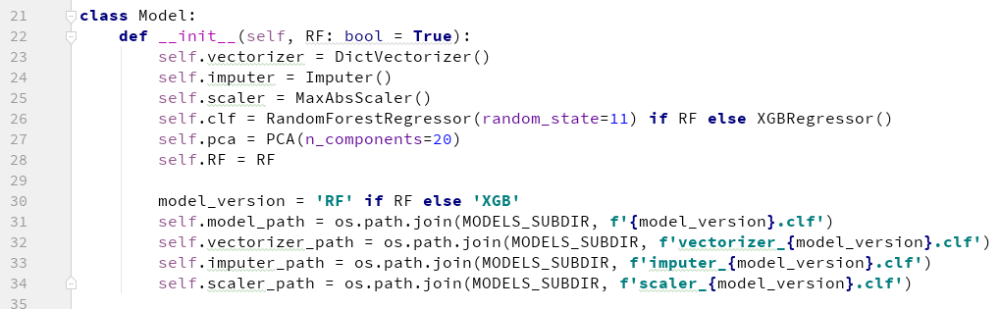 21 class Model:
22     def __init__(self, RF: bool = True):
23         self.vectorizer = DictVectorizer()
24         self.imputer = Imputer()
25         self.scaler = MaxAbsScaler()
26         self.clf = RandomForestRegressor(random_state=11) if RF else XGBRegressor()
27         self.pca = PCA(n_components=20)
28         self.RF = RF
29
30         model_version = 'RF' if RF else 'XGB'
31         self.model_path = os.path.join(MODELS_SUBDIR, f'{model_version}.clf')
32         self.vectorizer_path = os.path.join(MODELS_SUBDIR, f'vectorizer_{model_version}.clf')
33         self.imputer_path = os.path.join(MODELS_SUBDIR, f'imputer_{model_version}.clf')
34         self.scaler_path = os.path.join(MODELS_SUBDIR, f'scaler_{model_version}.clf')
35